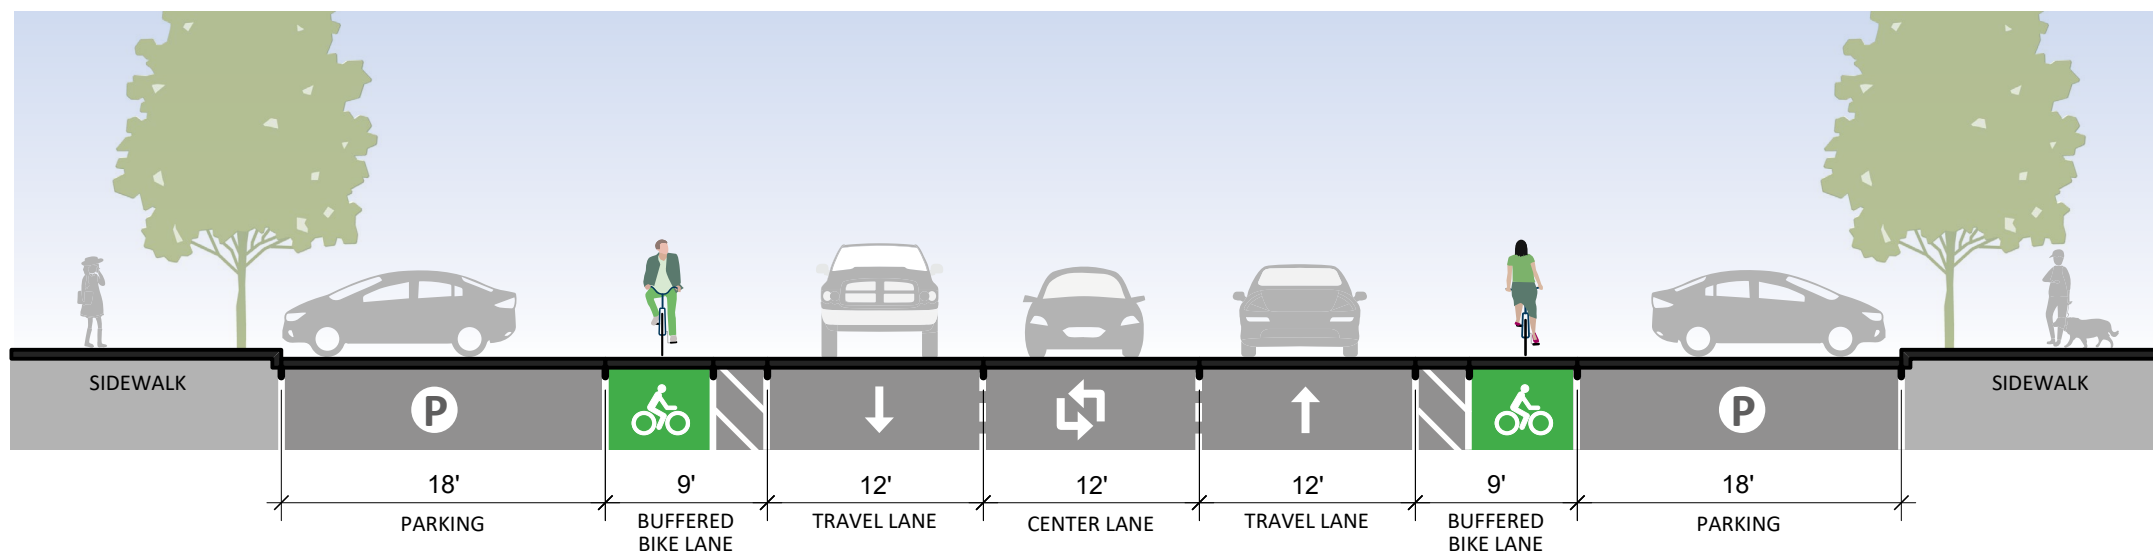 SIDEWALK
P
P
SIDEWALK
18'
9'
12'
12'
12'
9'
18'
PARKING
BUFFERED
BIKE LANE
TRAVEL LANE
CENTER LANE
TRAVEL LANE
BUFFERED
BIKE LANE
PARKING